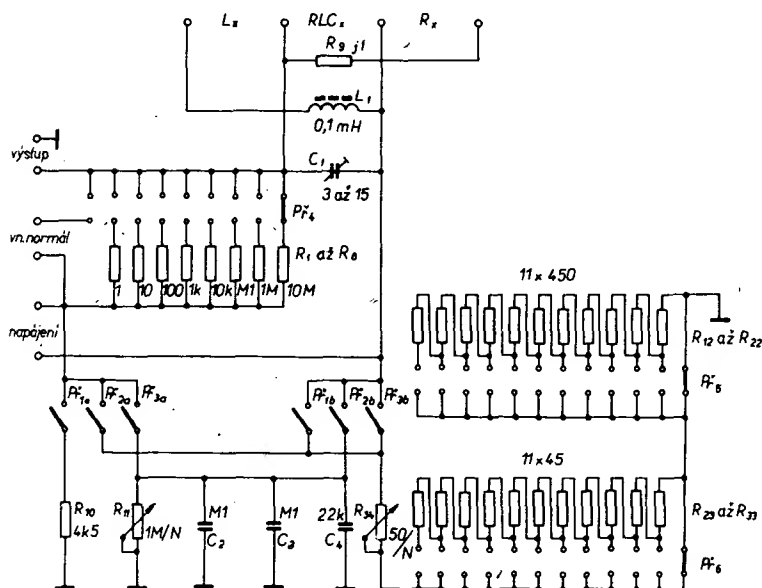 Lx RLCx Rx
R9 j1
L1
0,1 mH
výstup
C1
3 až 15
Př4
vn.normál
R1 až R8
1 10 100 1k 10k M1 1M 10M
11 x 450
napájení
R12 až R22
Př5
Př1a Př2a Př3a Př1b Př2b Př3b
11 x 45
R10
4k5
R11
1M/N
M1
C2
M1
C3
22k
C4
R34
50/N
R23 až R33
Př6